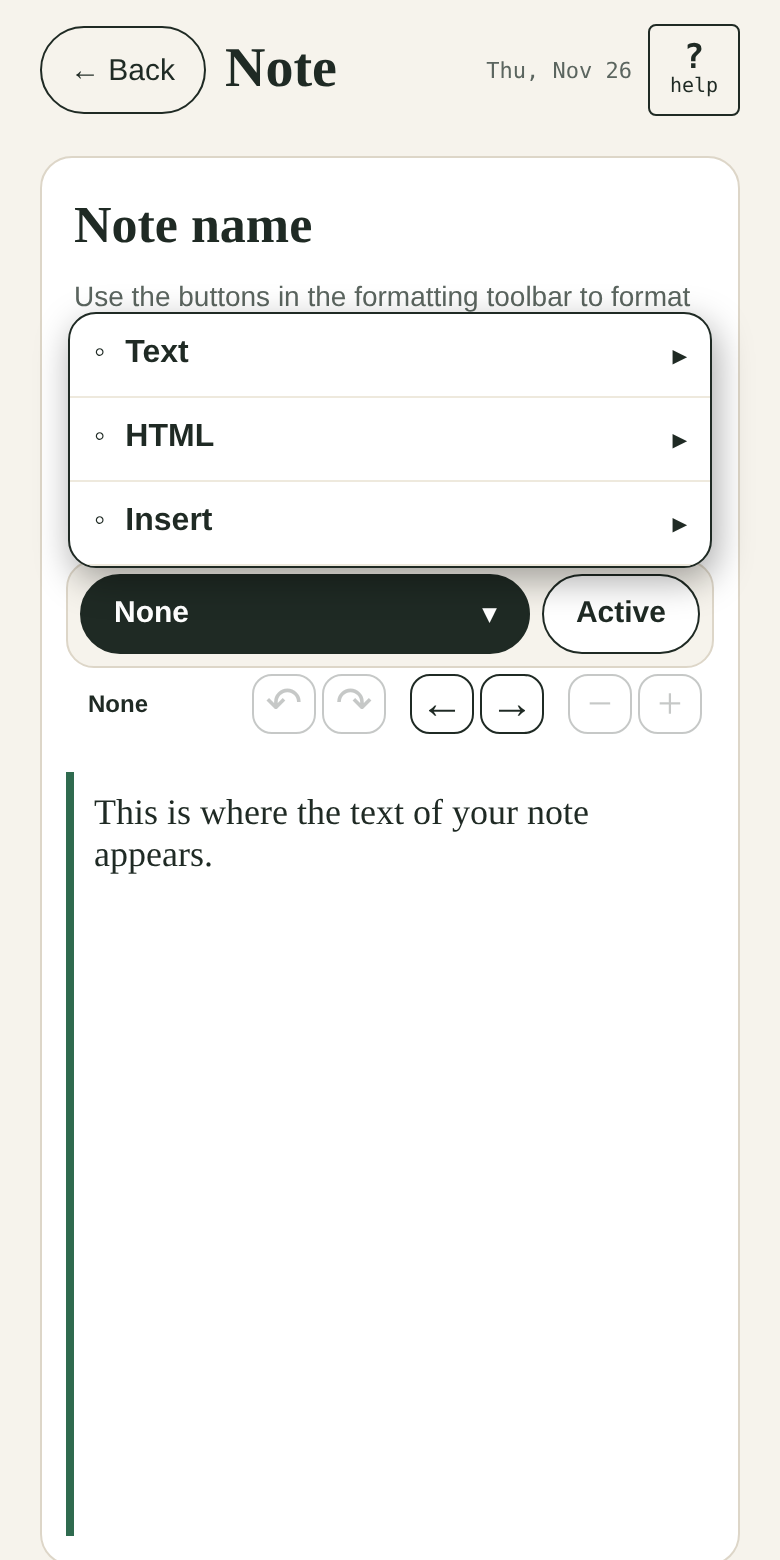 ← Back
Note
Thu, Nov 26
?
help
Note name
Use the buttons in the formatting toolbar to format
◦ Text ▸
◦ HTML ▸
◦ Insert ▸
None ▾
Active
None
↶ ↷ ← → − +
This is where the text of your note
appears.